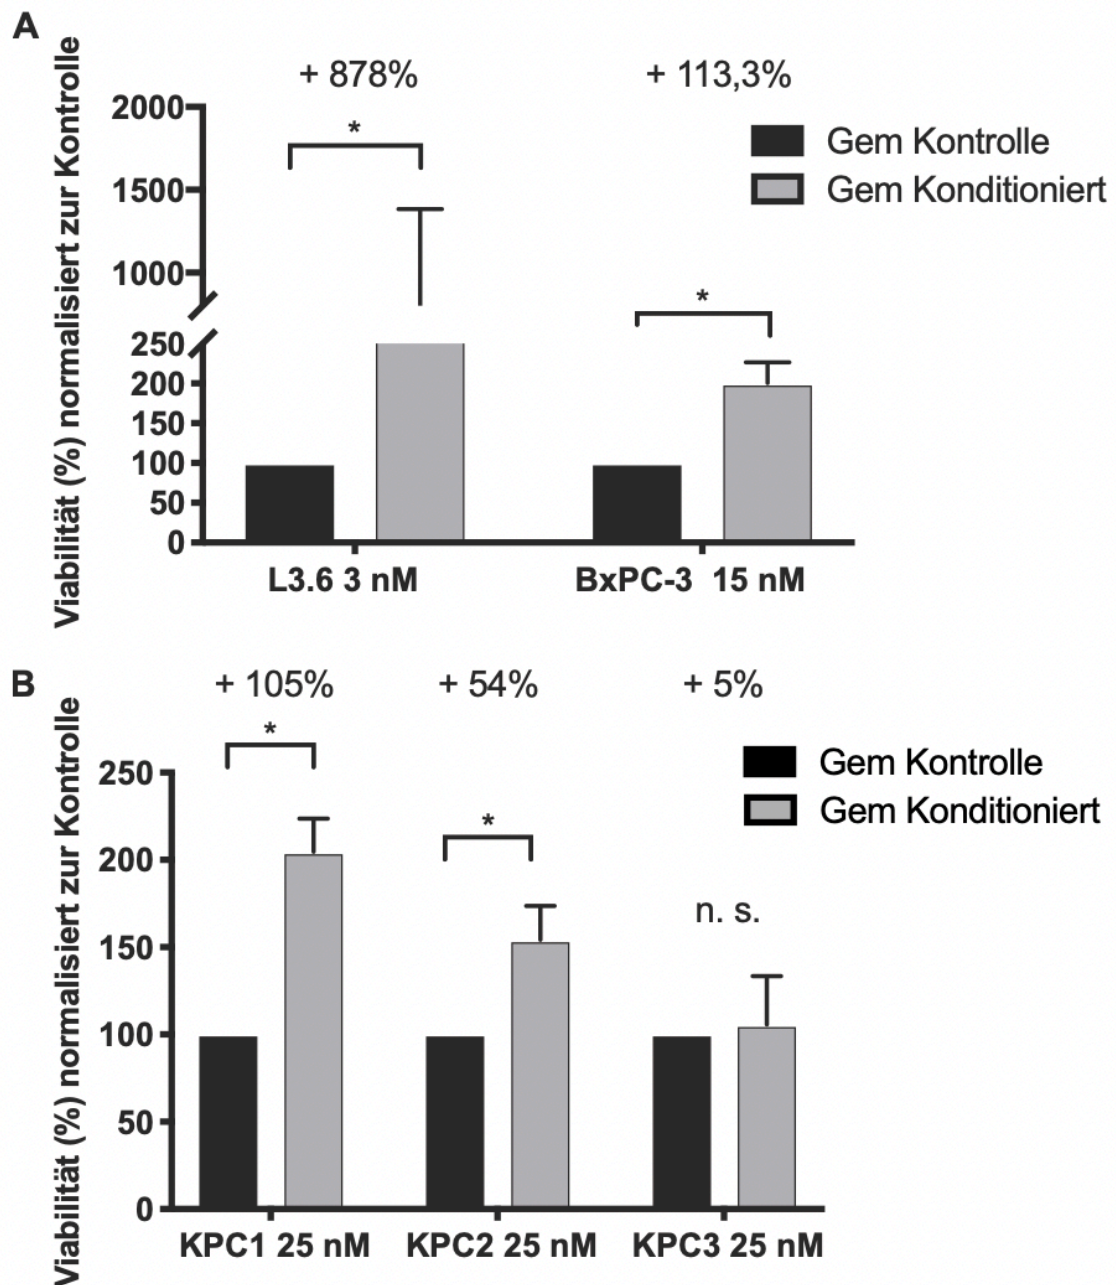 A
Viabilität (%) normalisiert zur Kontrolle
+ 878%
+ 113,3%
*
*
Gem Kontrolle
Gem Konditioniert
2000
1500
1000
250
200
150
100
50
0
L3.6 3 nM
BxPC-3 15 nM
B
Viabilität (%) normalisiert zur Kontrolle
+ 105%
+ 54%
+ 5%
*
*
n. s.
Gem Kontrolle
Gem Konditioniert
250
200
150
100
50
0
KPC1 25 nM
KPC2 25 nM
KPC3 25 nM